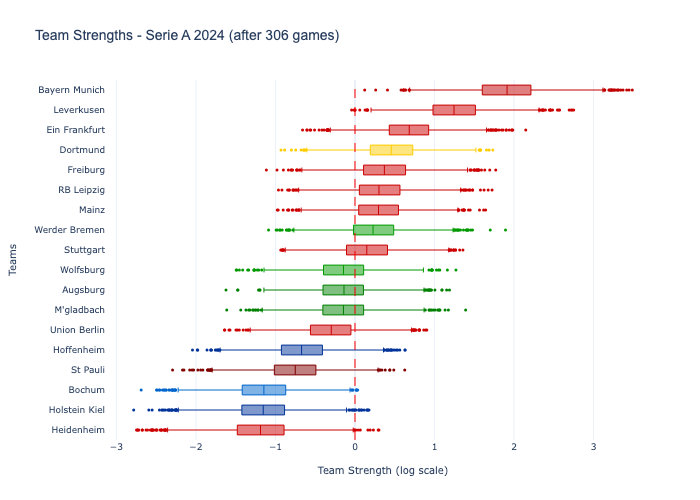 Team Strengths - Serie A 2024 (after 306 games)
Bayern Munich
Leverkusen
Ein Frankfurt
Dortmund
Freiburg
RB Leipzig
Mainz
Werder Bremen
Stuttgart
Wolfsburg
Augsburg
M'gladbach
Union Berlin
Hoffenheim
St Pauli
Bochum
Holstein Kiel
Heidenheim
Teams
−3 −2 −1 0 1 2 3
Team Strength (log scale)